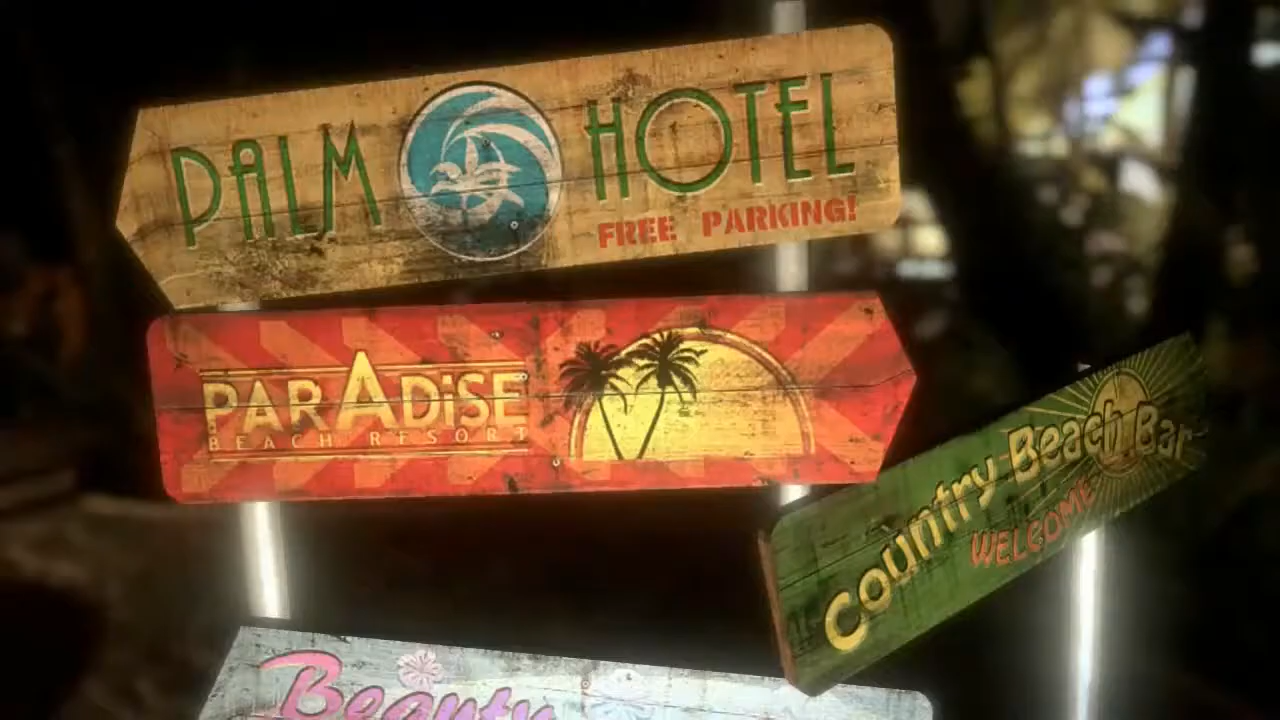 PALM HOTEL
FREE PARKING!
PARADiSE
BEACH RESORT
Country Beach Bar
WELCOME
Beauty